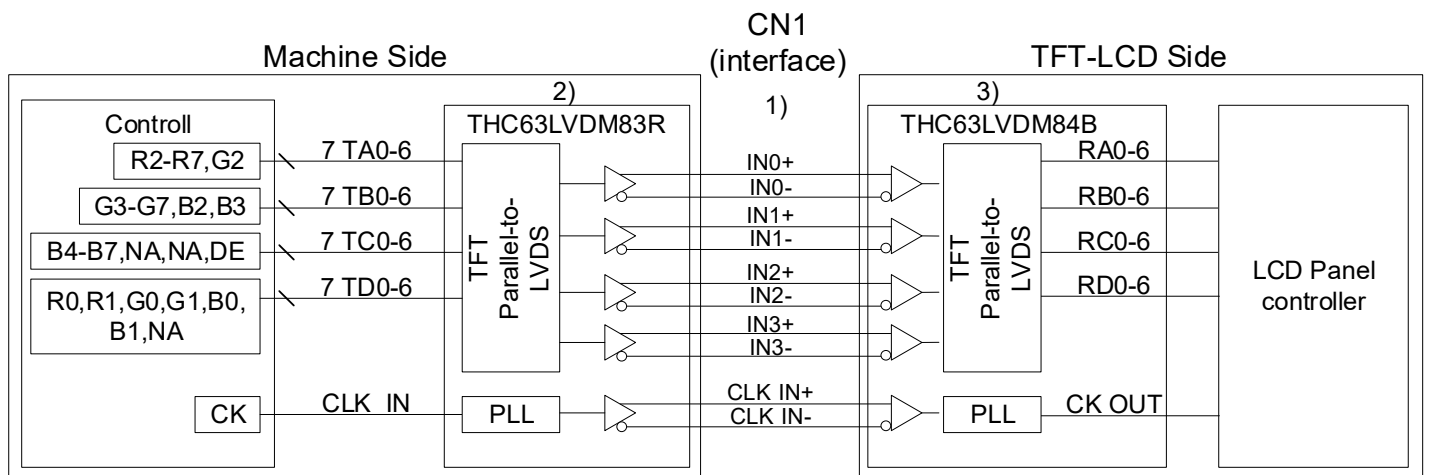 CN1
(interface)
Machine Side
TFT-LCD Side
1)
2)
3)
Controll
THC63LVDM83R
THC63LVDM84B
R2-R7,G2
7 TA0-6
G3-G7,B2,B3
7 TB0-6
B4-B7,NA,NA,DE
7 TC0-6
R0,R1,G0,G1,B0,
B1,NA
7 TD0-6
CK
CLK IN
TFT
Parallel-to-
LVDS
PLL
IN0+
IN0-
IN1+
IN1-
IN2+
IN2-
IN3+
IN3-
CLK IN+
CLK IN-
TFT
Parallel-to-
LVDS
PLL
RA0-6
RB0-6
RC0-6
RD0-6
CK OUT
LCD Panel
controller